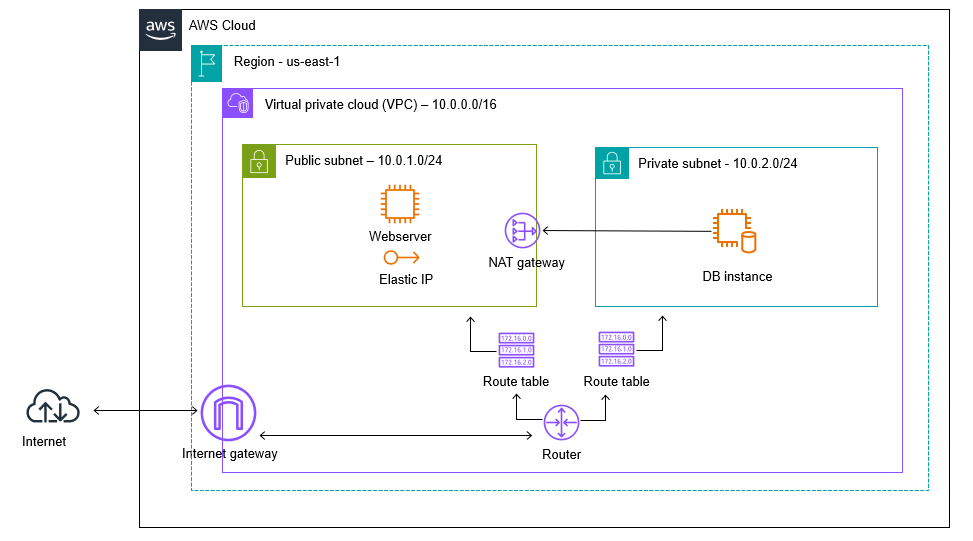 aws
AWS Cloud
Region - us-east-1
Virtual private cloud (VPC) – 10.0.0.0/16
Public subnet – 10.0.1.0/24
Private subnet - 10.0.2.0/24
Webserver
Elastic IP
NAT gateway
DB instance
172.16.0.0
172.16.1.0
172.16.2.0
Route table
172.16.0.0
172.16.1.0
172.16.2.0
Route table
Internet
Internet gateway
Router